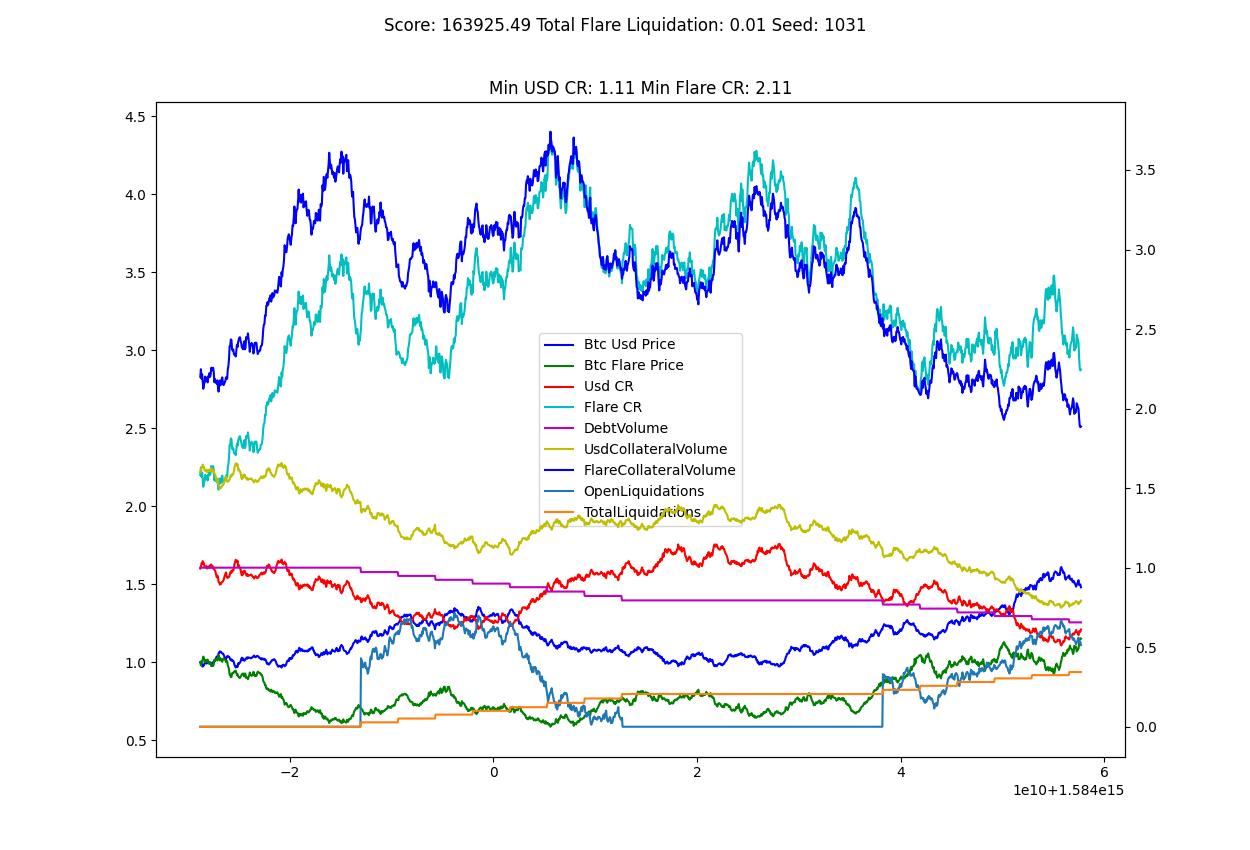 Score: 163925.49 Total Flare Liquidation: 0.01 Seed: 1031
Min USD CR: 1.11 Min Flare CR: 2.11
4.5
4.0
3.5
3.0
2.5
2.0
1.5
1.0
0.5
3.5
3.0
2.5
2.0
1.5
1.0
0.5
0.0
Btc Usd Price
Btc Flare Price
Usd CR
Flare CR
DebtVolume
UsdCollateralVolume
FlareCollateralVolume
OpenLiquidations
TotalLiquidations
−2 0 2 4 6
1e10+1.584e15